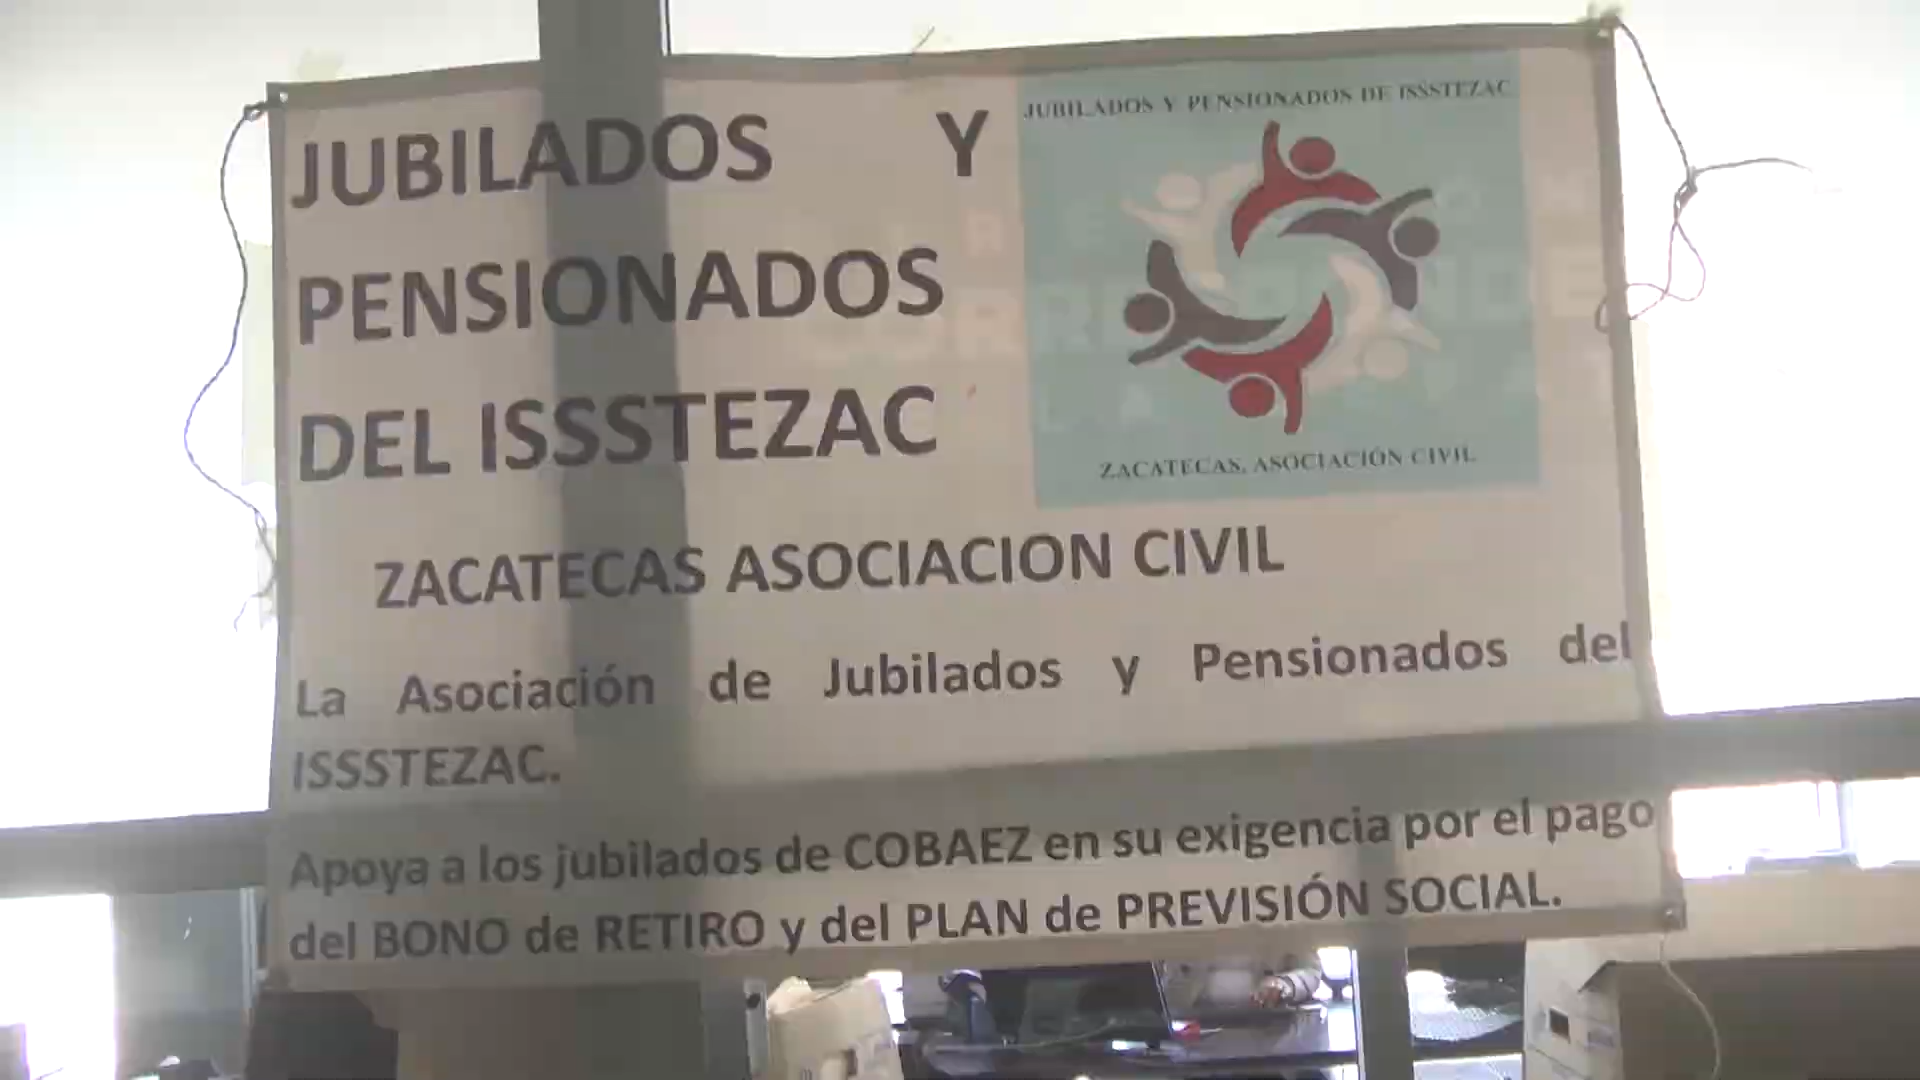 JUBILADOS Y
PENSIONADOS
DEL ISSSTEZAC
JUBILADOS Y PENSIONADOS DE ISSSTEZAC
ZACATECAS, ASOCIACIÓN CIVIL
ZACATECAS ASOCIACION CIVIL
La Asociación de Jubilados y Pensionados del
ISSSTEZAC.
Apoya a los jubilados de COBAEZ en su exigencia por el pago
del BONO de RETIRO y del PLAN de PREVISIÓN SOCIAL.